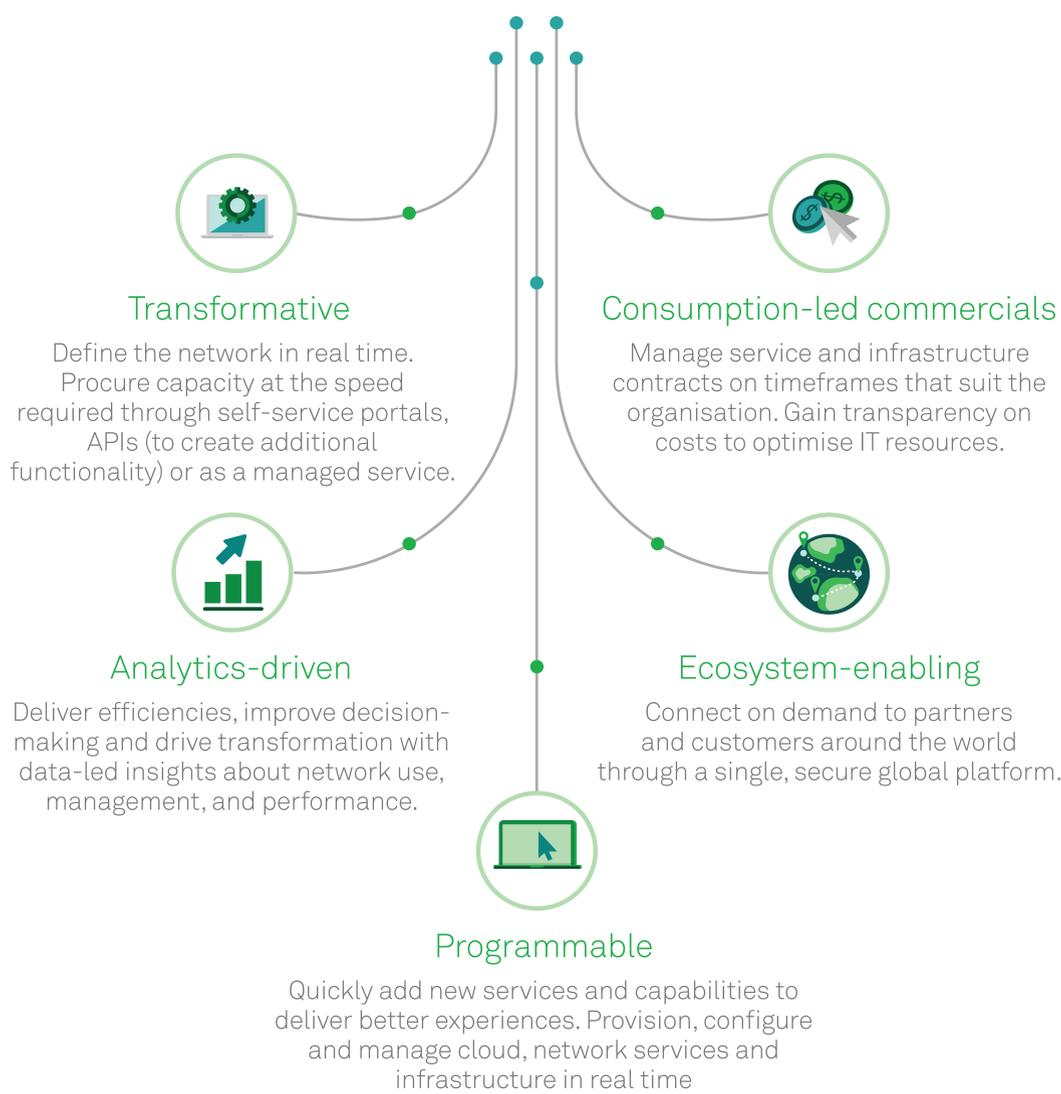 Transformative
Define the network in real time.
Procure capacity at the speed
required through self-service portals,
APIs (to create additional
functionality) or as a managed service.
Consumption-led commercials
Manage service and infrastructure
contracts on timeframes that suit the
organisation. Gain transparency on
costs to optimise IT resources.
Analytics-driven
Deliver efficiencies, improve decision-
making and drive transformation with
data-led insights about network use,
management, and performance.
Ecosystem-enabling
Connect on demand to partners
and customers around the world
through a single, secure global platform.
Programmable
Quickly add new services and capabilities to
deliver better experiences. Provision, configure
and manage cloud, network services and
infrastructure in real time